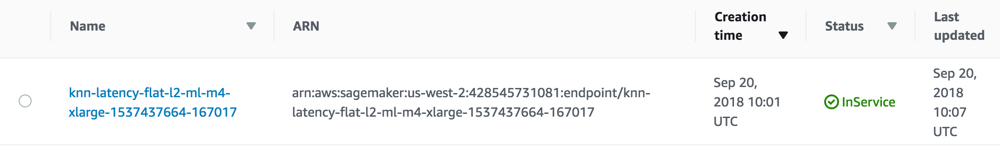 Name
ARN
Creation
time
Status
Last
updated
knn-latency-flat-l2-ml-m4-
xlarge-1537437664-167017
arn:aws:sagemaker:us-west-2:428545731081:endpoint/knn-
latency-flat-l2-ml-m4-xlarge-1537437664-167017
Sep 20,
2018 10:01
UTC
InService
Sep 20,
2018
10:07
UTC